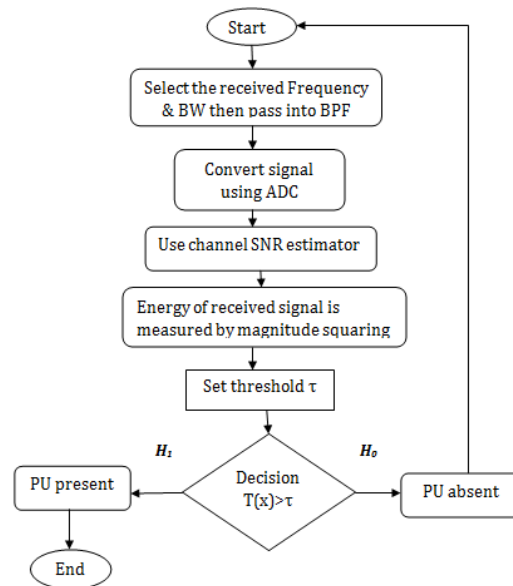 Start
Select the received Frequency
& BW then pass into BPF
Convert signal
using ADC
Use channel SNR estimator
Energy of received signal is
measured by magnitude squaring
Set threshold τ
H₁
H₀
Decision
T(x)>τ
PU present
PU absent
End